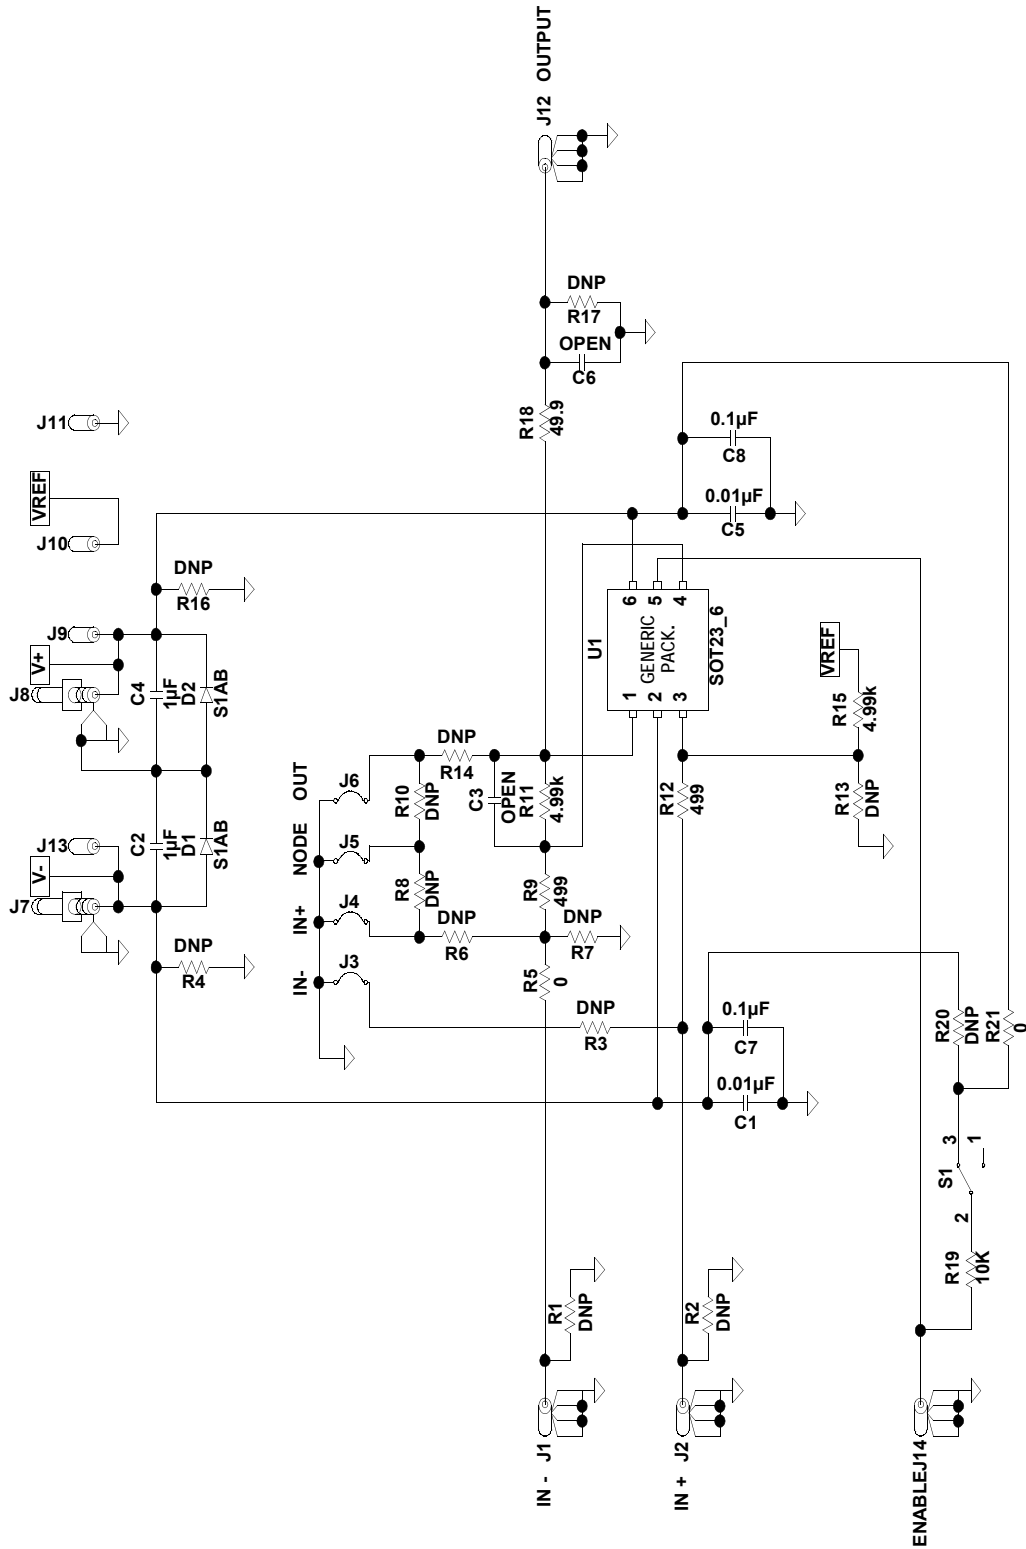 J12 OUTPUT
DNP
R17
OPEN
C6
R18
49.9
J11
VREF
J10
0.1µF
C8
0.01µF
C5
DNP
R16
J9
V+
J8
C4
1µF
D2
S1AB
J13
V-
J7
C2
1µF
D1
S1AB
DNP
R4
U1
6
5
4
GENERIC
PACK.
1
2
3
SOT23_6
VREF
R15
4.99k
R13
DNP
R12
499
IN-
IN+
NODE
OUT
J3
J4
J5
J6
DNP
R14
R10
DNP
C3
OPEN
R11
4.99k
R8
DNP
R9
499
DNP
R6
DNP
R7
R5
0
DNP
R3
0.1µF
C7
0.01µF
C1
R20
DNP
R21
0
S1
3
1
2
R19
10K
R1
DNP
R2
DNP
IN - J1
IN + J2
ENABLEJ14